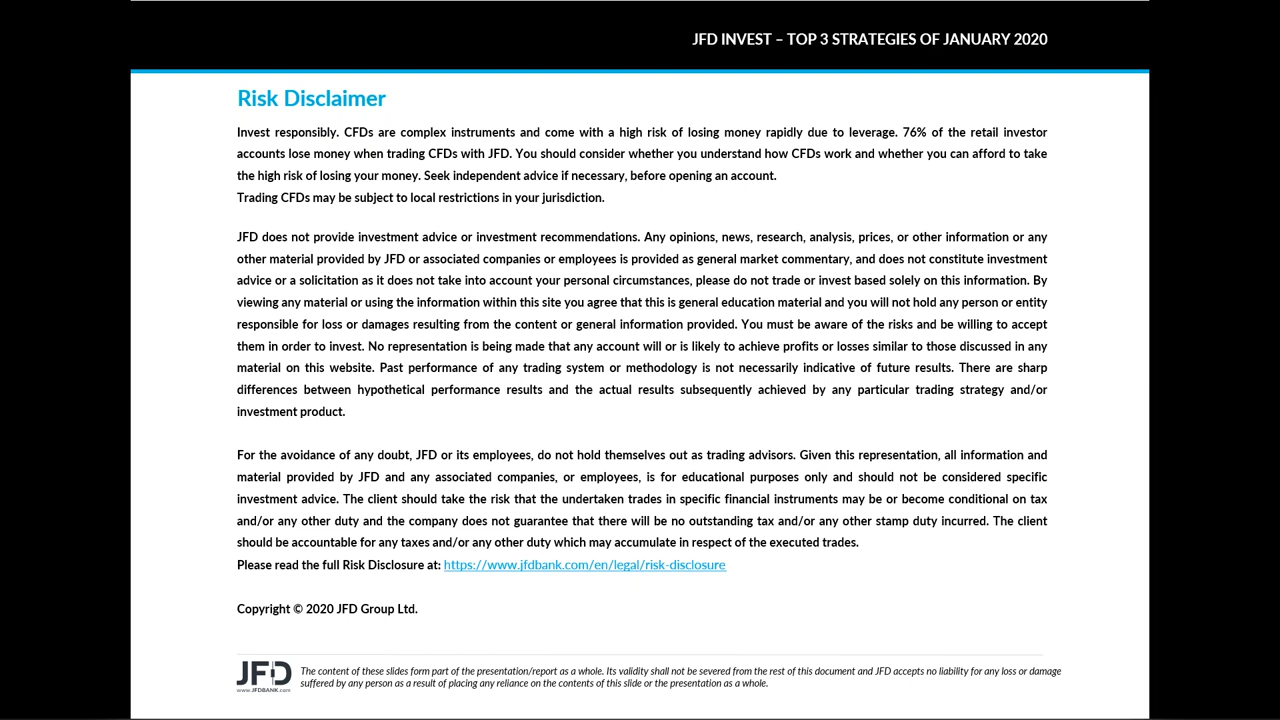 JFD INVEST – TOP 3 STRATEGIES OF JANUARY 2020
Risk Disclaimer
Invest responsibly. CFDs are complex instruments and come with a high risk of losing money rapidly due to leverage. 76% of the retail investor
accounts lose money when trading CFDs with JFD. You should consider whether you understand how CFDs work and whether you can afford to take
the high risk of losing your money. Seek independent advice if necessary, before opening an account.
Trading CFDs may be subject to local restrictions in your jurisdiction.
JFD does not provide investment advice or investment recommendations. Any opinions, news, research, analysis, prices, or other information or any
other material provided by JFD or associated companies or employees is provided as general market commentary, and does not constitute investment
advice or a solicitation as it does not take into account your personal circumstances, please do not trade or invest based solely on this information. By
viewing any material or using the information within this site you agree that this is general education material and you will not hold any person or entity
responsible for loss or damages resulting from the content or general information provided. You must be aware of the risks and be willing to accept
them in order to invest. No representation is being made that any account will or is likely to achieve profits or losses similar to those discussed in any
material on this website. Past performance of any trading system or methodology is not necessarily indicative of future results. There are sharp
differences between hypothetical performance results and the actual results subsequently achieved by any particular trading strategy and/or
investment product.
For the avoidance of any doubt, JFD or its employees, do not hold themselves out as trading advisors. Given this representation, all information and
material provided by JFD and any associated companies, or employees, is for educational purposes only and should not be considered specific
investment advice. The client should take the risk that the undertaken trades in specific financial instruments may be or become conditional on tax
and/or any other duty and the company does not guarantee that there will be no outstanding tax and/or any other stamp duty incurred. The client
should be accountable for any taxes and/or any other duty which may accumulate in respect of the executed trades.
Please read the full Risk Disclosure at: https://www.jfdbank.com/en/legal/risk-disclosure
Copyright © 2020 JFD Group Ltd.
JFD
www.JFDBANK.com
The content of these slides form part of the presentation/report as a whole. Its validity shall not be severed from the rest of this document and JFD accepts no liability for any loss or damage
suffered by any person as a result of placing any reliance on the contents of this slide or the presentation as a whole.